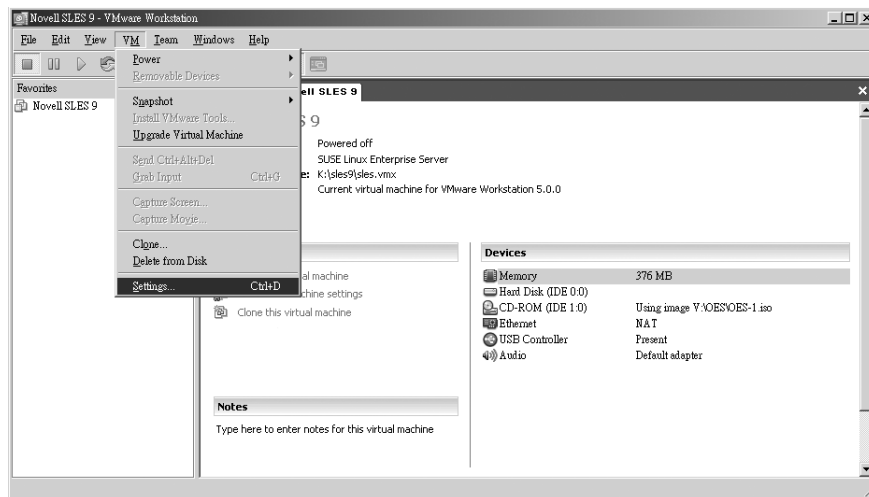 Novell SLES 9 - VMware Workstation
File Edit View VM Team Windows Help
Favorites
Novell SLES 9
Power
Removable Devices
Snapshot
Install VMware Tools...
Upgrade Virtual Machine
Send Ctrl+Alt+Del
Grab Input Ctrl+G
Capture Screen...
Capture Movie...
Clone...
Delete from Disk
Settings... Ctrl+D
ell SLES 9
S 9
Powered off
SUSE Linux Enterprise Server
e: K:\sles9\sles.vmx
Current virtual machine for VMware Workstation 5.0.0
al machine
chine settings
Clone this virtual machine
Notes
Type here to enter notes for this virtual machine
Devices
Memory 376 MB
Hard Disk (IDE 0:0)
CD-ROM (IDE 1:0) Using image V:\OES\OES-1.iso
Ethernet NAT
USB Controller Present
Audio Default adapter